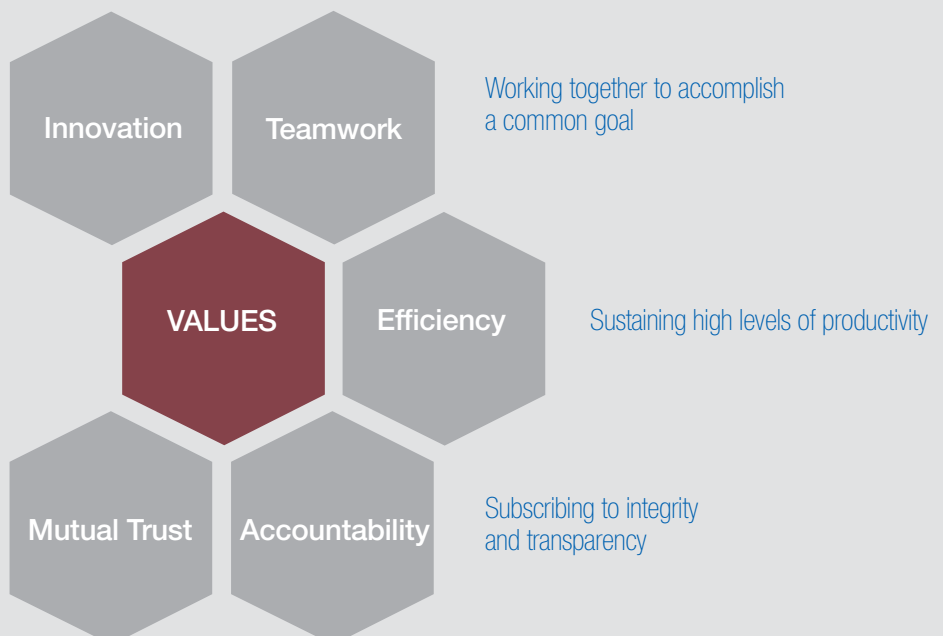 Innovation
Teamwork
Working together to accomplish
a common goal
VALUES
Efficiency
Sustaining high levels of productivity
Mutual Trust
Accountability
Subscribing to integrity
and transparency